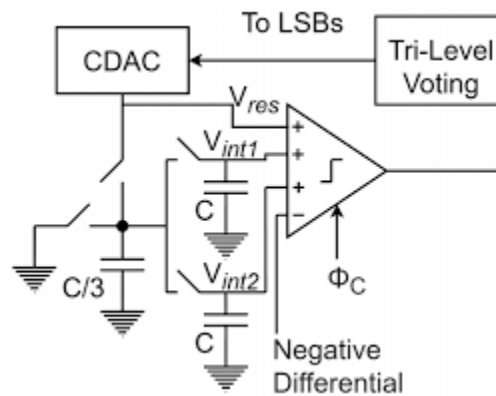 To LSBs
CDAC
Tri-Level
Voting
V_res
+
V_int1
+
C
+
−
C/3
V_int2
Φ_C
C
Negative
Differential